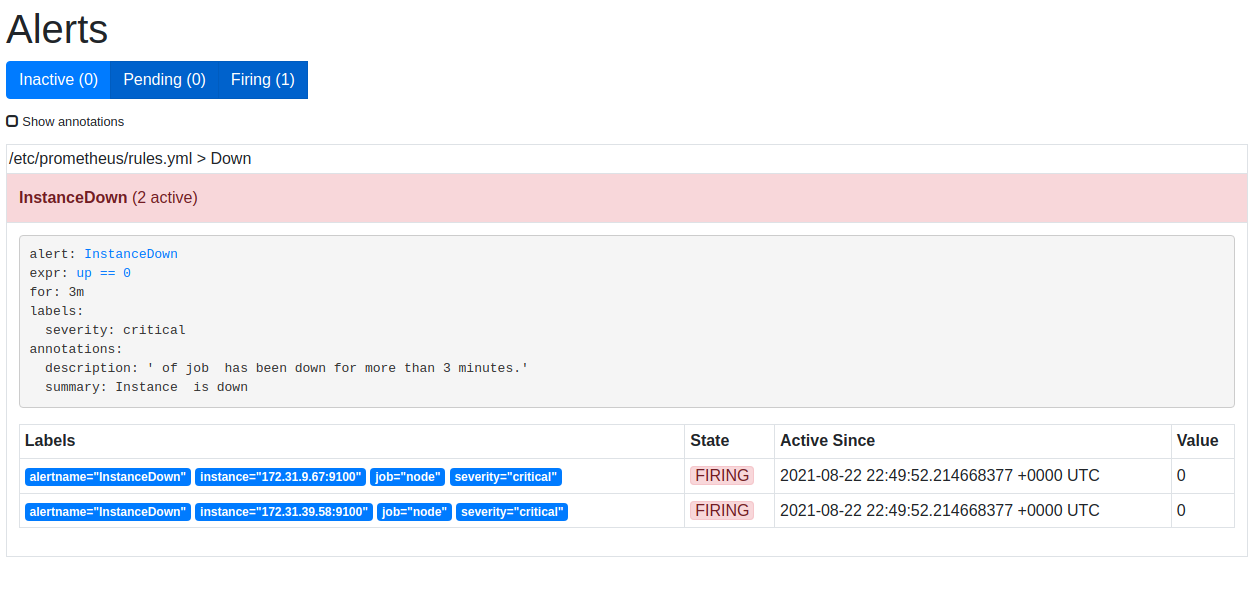 Alerts
Inactive (0) Pending (0) Firing (1)
Show annotations
/etc/prometheus/rules.yml > Down
InstanceDown (2 active)
alert: InstanceDown
expr: up == 0
for: 3m
labels:
  severity: critical
annotations:
  description: ' of job  has been down for more than 3 minutes.'
  summary: Instance  is down
Labels State Active Since Value
alertname="InstanceDown" instance="172.31.9.67:9100" job="node" severity="critical" FIRING 2021-08-22 22:49:52.214668377 +0000 UTC 0
alertname="InstanceDown" instance="172.31.39.58:9100" job="node" severity="critical" FIRING 2021-08-22 22:49:52.214668377 +0000 UTC 0